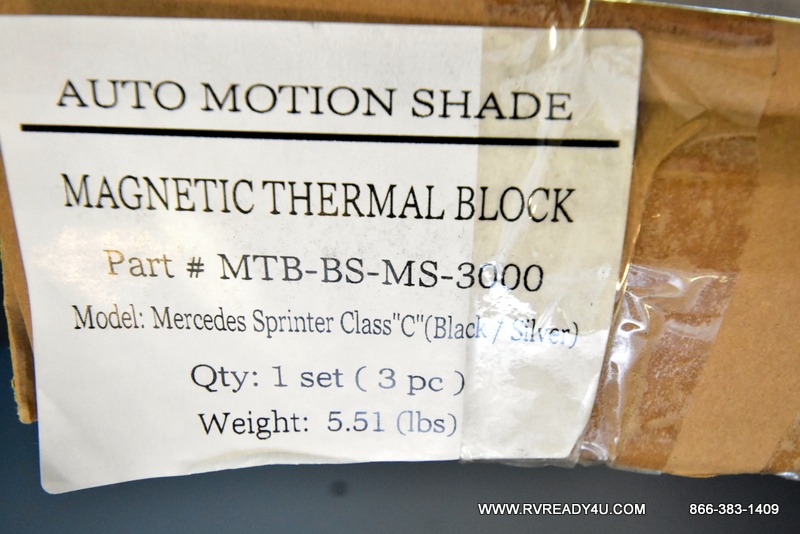 AUTO MOTION SHADE
MAGNETIC THERMAL BLOCK
Part # MTB-BS-MS-3000
Model: Mercedes Sprinter Class"C"(Black / Silver)
Qty: 1 set ( 3 pc )
Weight: 5.51 (lbs)
WWW.RVREADY4U.COM 866-383-1409